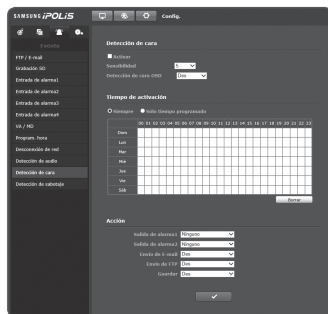 SAMSUNG iPOLiS
Config.
Evento
FTP / E-mail
Grabación SD
Entrada de alarma1
Entrada de alarma2
Entrada de alarma3
Entrada de alarma4
VA / MD
Program. hora
Desconexión de red
Detección de audio
Detección de cara
Detección de sabotaje
Detección de cara
Activar
Sensibilidad 5
Detección de cara OSD Des
Tiempo de activación
Siempre Solo tiempo programado
00 01 02 03 04 05 06 07 08 09 10 11 12 13 14 15 16 17 18 19 20 21 22 23
Dom
Lun
Mar
Mié
Jue
Vie
Sáb
Borrar
Acción
Salida de alarma1 Ninguno
Salida de alarma2 Ninguno
Envío de E-mail Des
Envío de FTP Des
Guardar Des